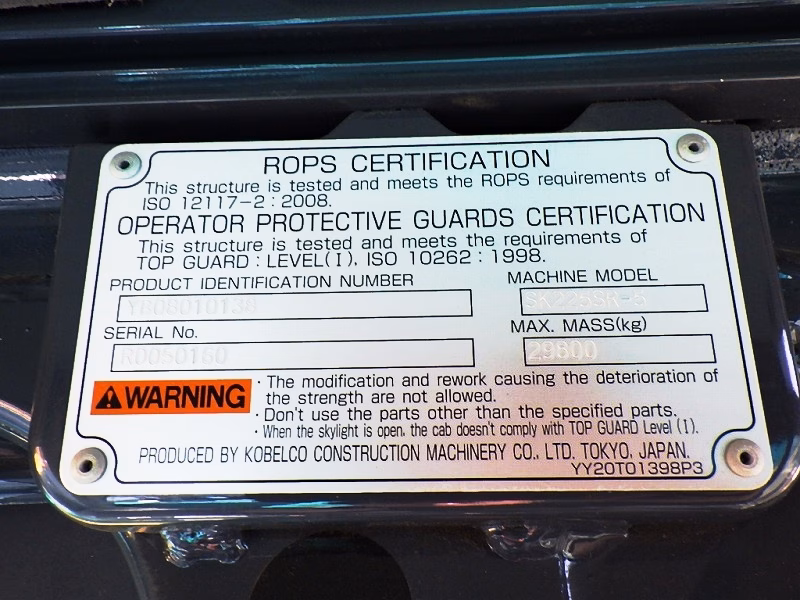 ROPS CERTIFICATION
This structure is tested and meets the ROPS requirements of
ISO 12117-2 : 2008.
OPERATOR PROTECTIVE GUARDS CERTIFICATION
This structure is tested and meets the requirements of
TOP GUARD : LEVEL(I), ISO 10262 : 1998.
PRODUCT IDENTIFICATION NUMBER
MACHINE MODEL
SERIAL No.
R0050160
MAX. MASS(kg)
29800
WARNING
· The modification and rework causing the deterioration of
the strength are not allowed.
· Don't use the parts other than the specified parts.
· When the skylight is open, the cab doesn't comply with TOP GUARD Level (I).
PRODUCED BY KOBELCO CONSTRUCTION MACHINERY CO., LTD. TOKYO, JAPAN.
YY20T01398P3